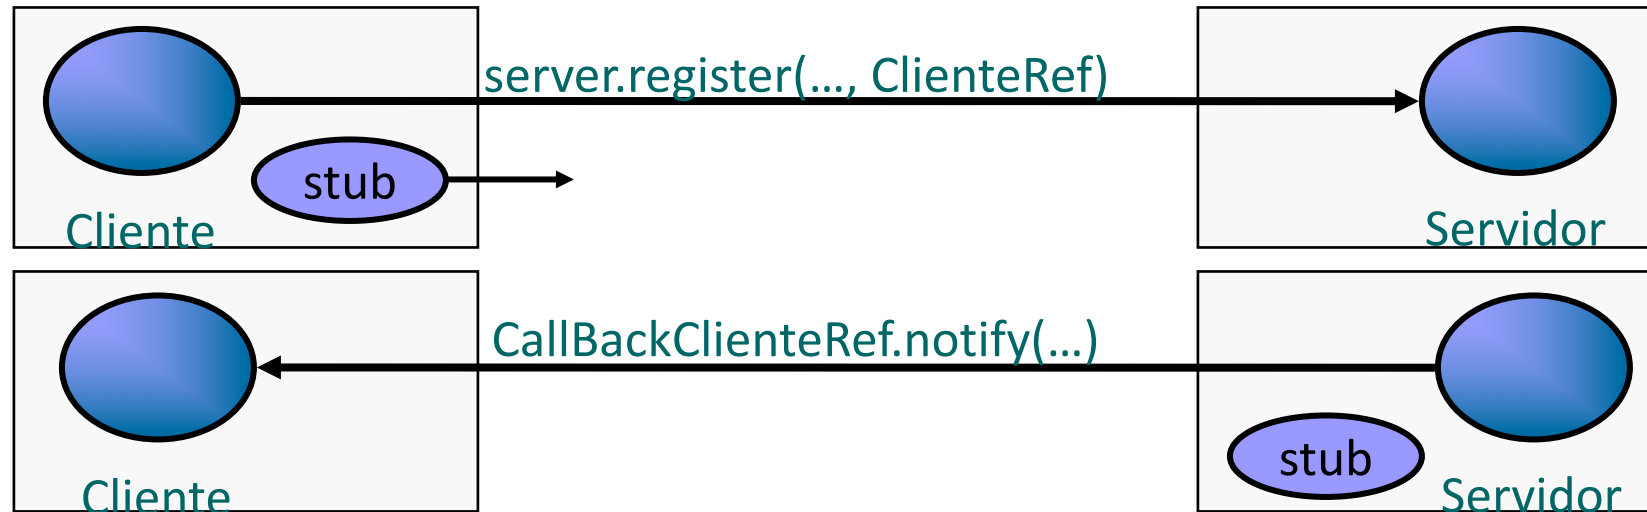 server.register(…, ClienteRef)
stub
Cliente
Servidor
CallBackClienteRef.notify(…)
stub
Cliente
Servidor